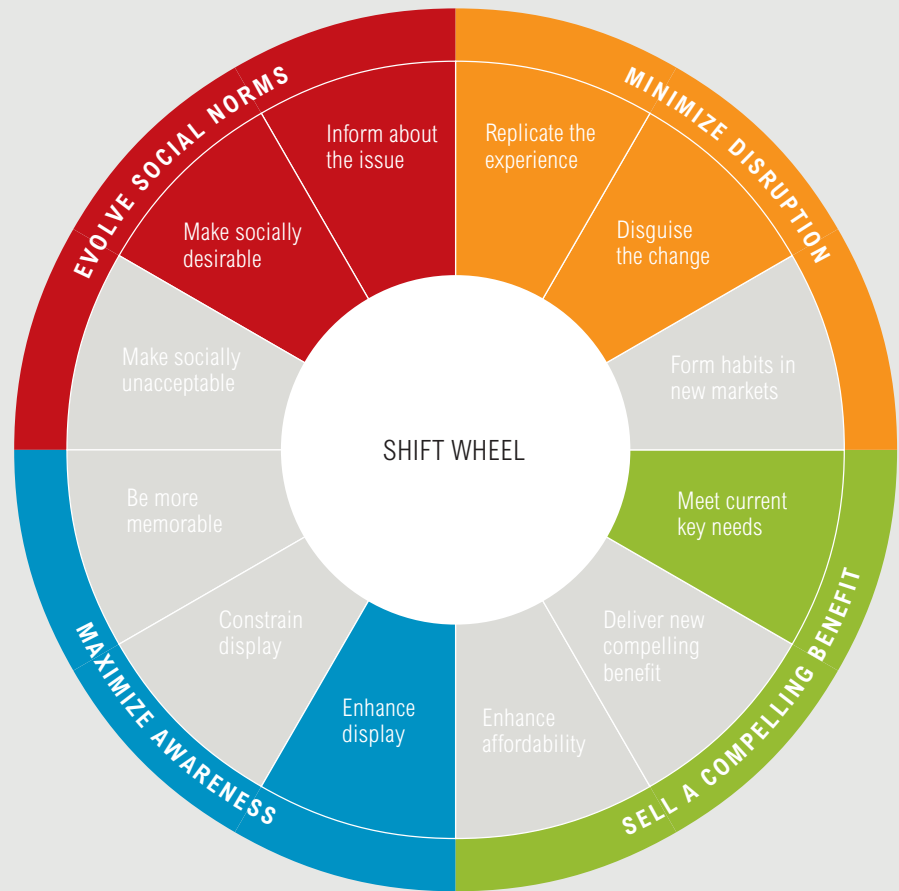 EVOLVE SOCIAL NORMS
MINIMIZE DISRUPTION
Inform about
the issue
Replicate the
experience
Make socially
desirable
Disguise
the change
Make socially
unacceptable
Form habits in
new markets
SHIFT WHEEL
Be more
memorable
Meet current
key needs
Constrain
display
Deliver new
compelling
benefit
Enhance
display
Enhance
affordability
MAXIMIZE AWARENESS
SELL A COMPELLING BENEFIT